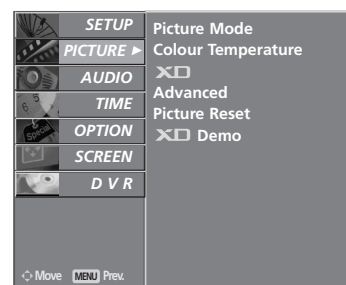 SETUP
PICTURE ►
AUDIO
TIME
OPTION
SCREEN
D V R
Picture Mode
Colour Temperature
XD
Advanced
Picture Reset
XD Demo
Move MENU Prev.